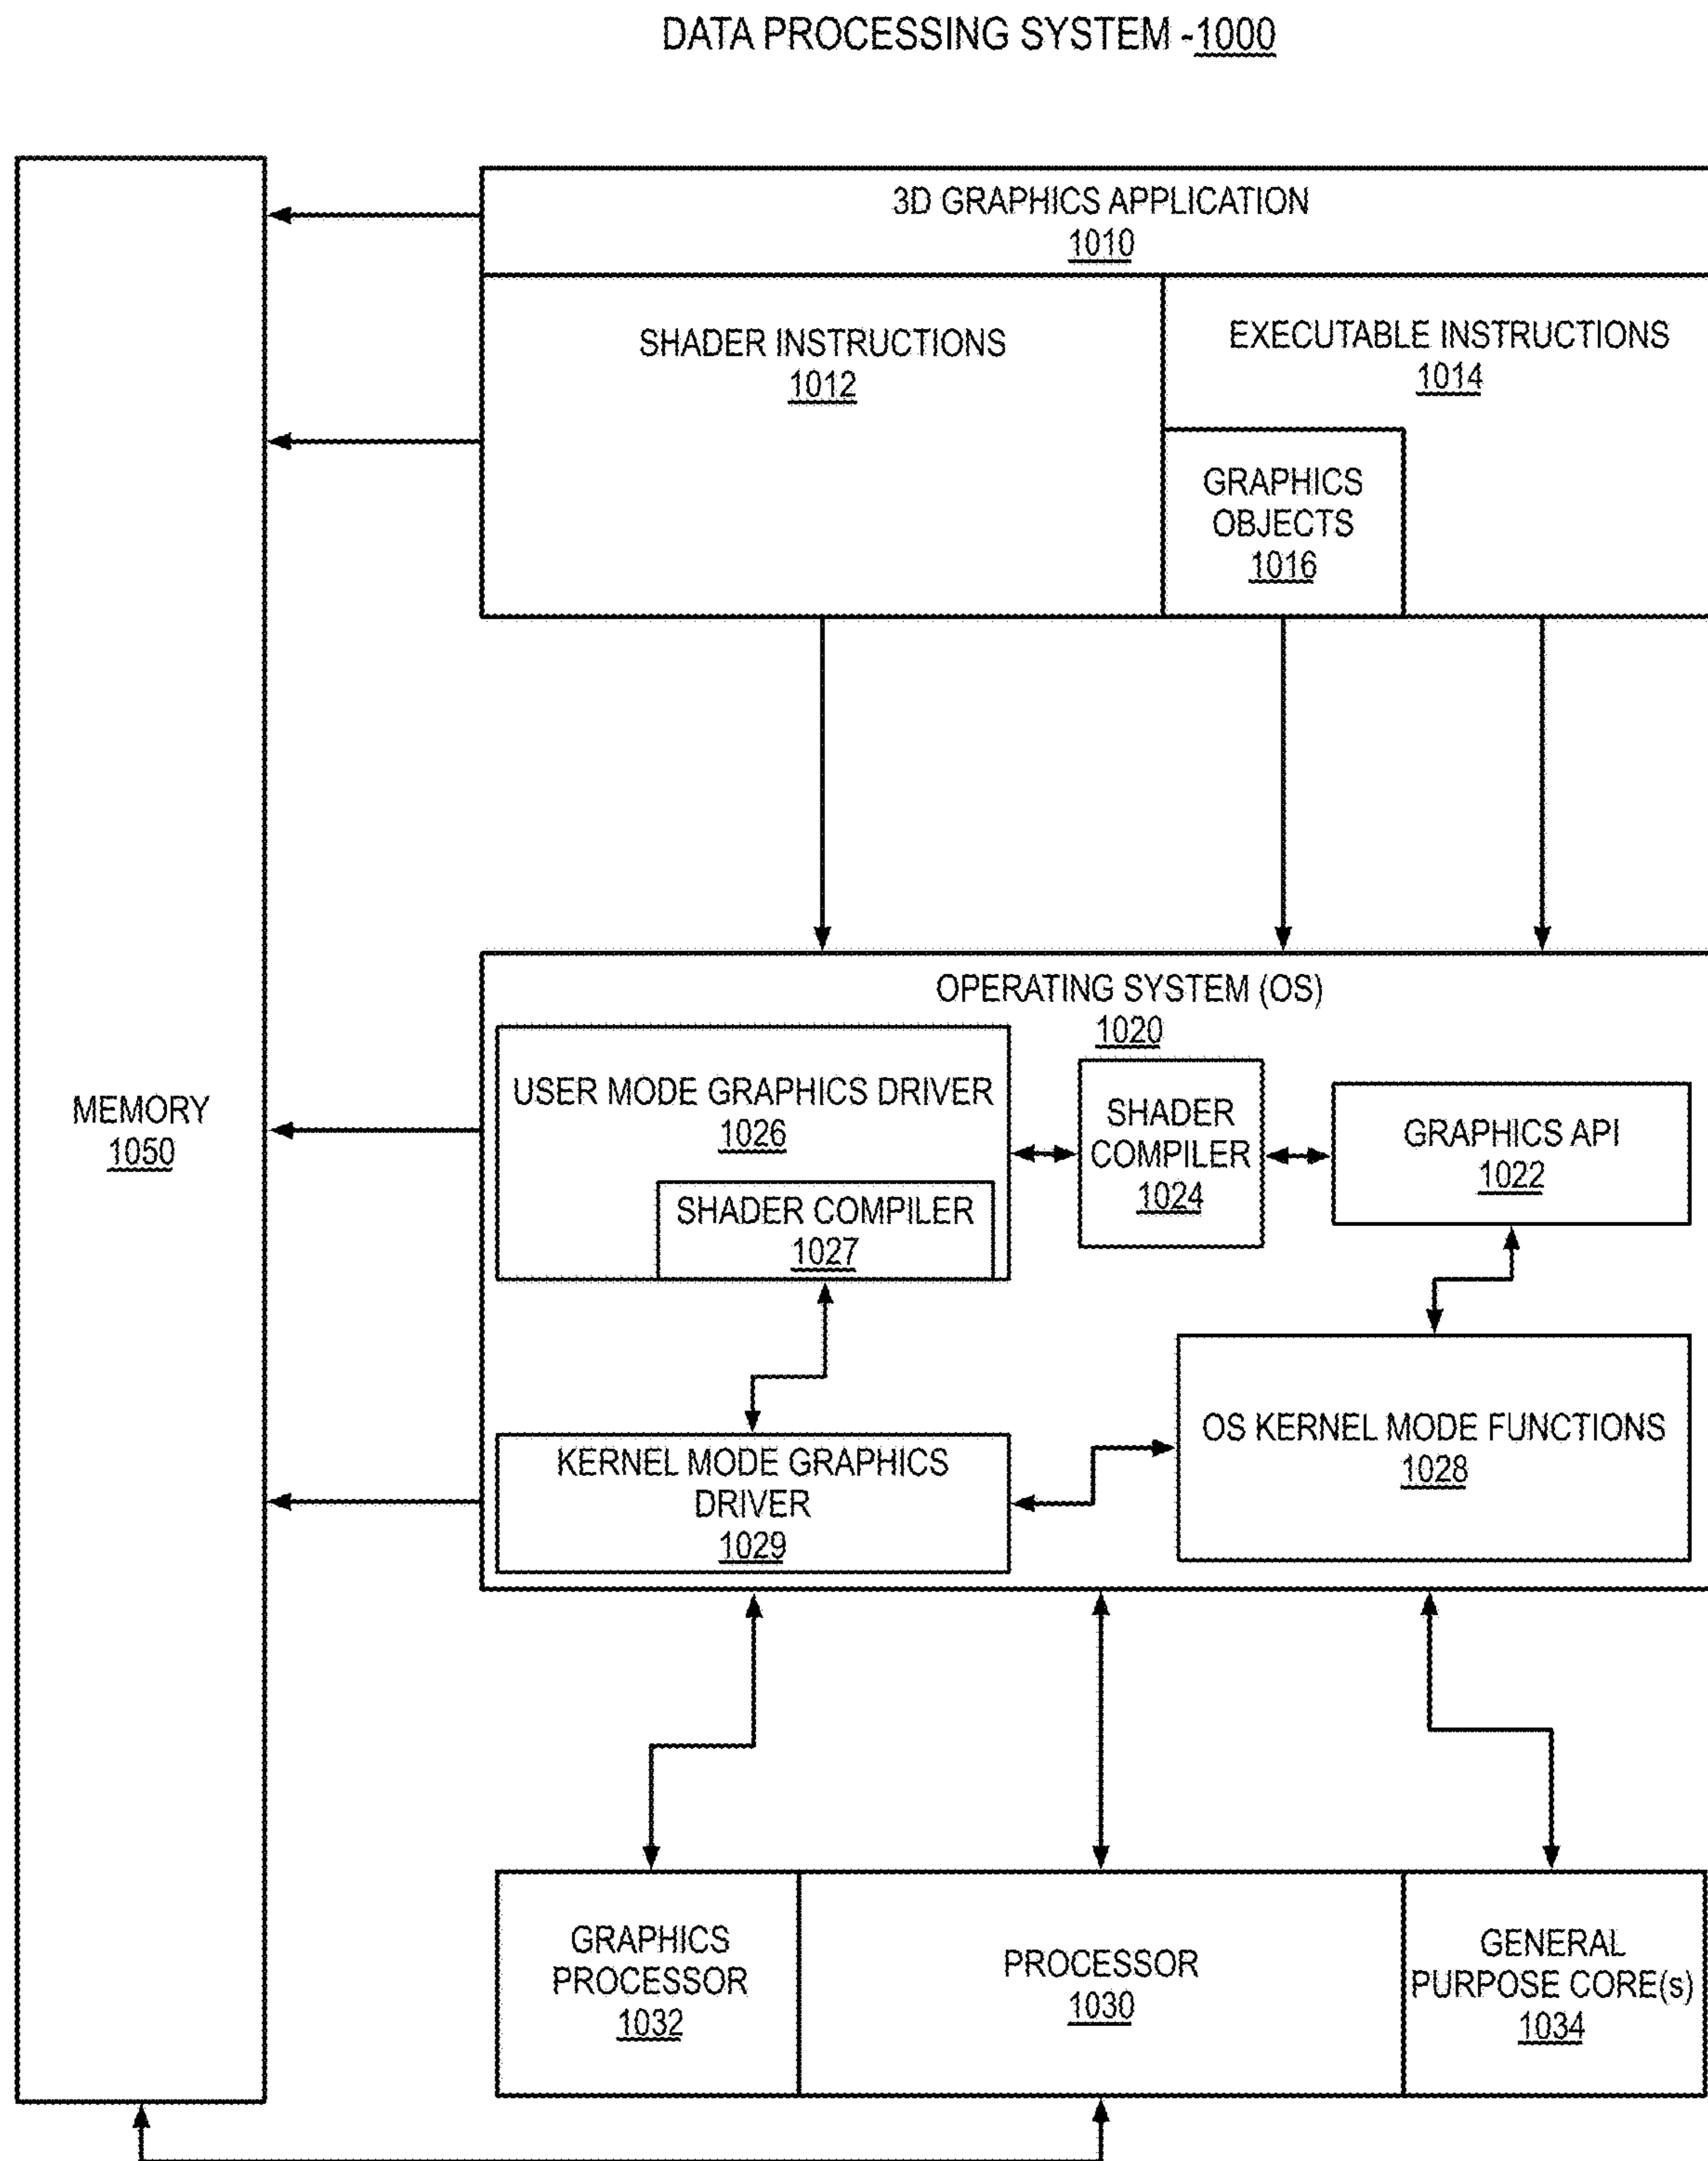 DATA PROCESSING SYSTEM -1000
3D GRAPHICS APPLICATION
1010
SHADER INSTRUCTIONS
1012
EXECUTABLE INSTRUCTIONS
1014
GRAPHICS
OBJECTS
1016
MEMORY
1050
OPERATING SYSTEM (OS)
1020
USER MODE GRAPHICS DRIVER
1026
SHADER COMPILER
1027
SHADER
COMPILER
1024
GRAPHICS API
1022
KERNEL MODE GRAPHICS
DRIVER
1029
OS KERNEL MODE FUNCTIONS
1028
GRAPHICS
PROCESSOR
1032
PROCESSOR
1030
GENERAL
PURPOSE CORE(s)
1034